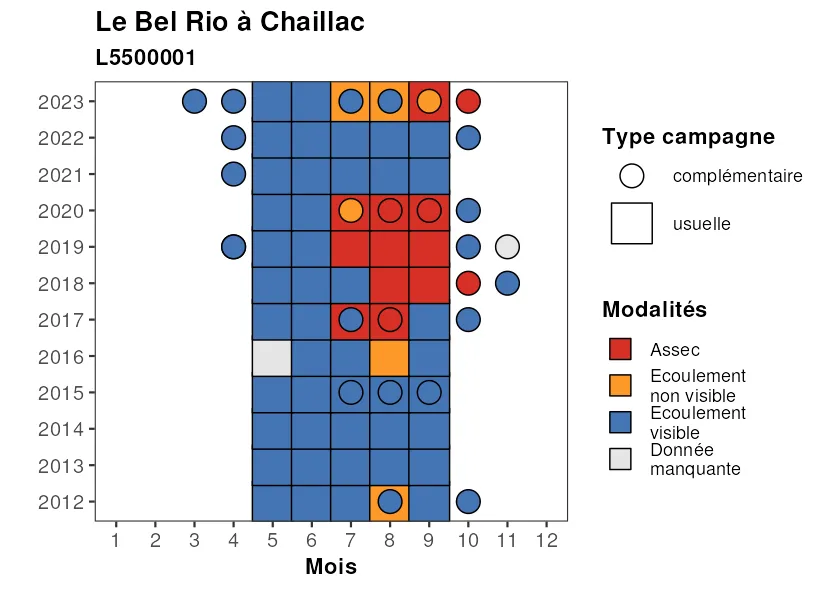 Le Bel Rio à Chaillac
L5500001
2023
2022
2021
2020
2019
2018
2017
2016
2015
2014
2013
2012
1 2 3 4 5 6 7 8 9 10 11 12
Mois
Type campagne
complémentaire
usuelle
Modalités
Assec
Ecoulement
non visible
Ecoulement
visible
Donnée
manquante